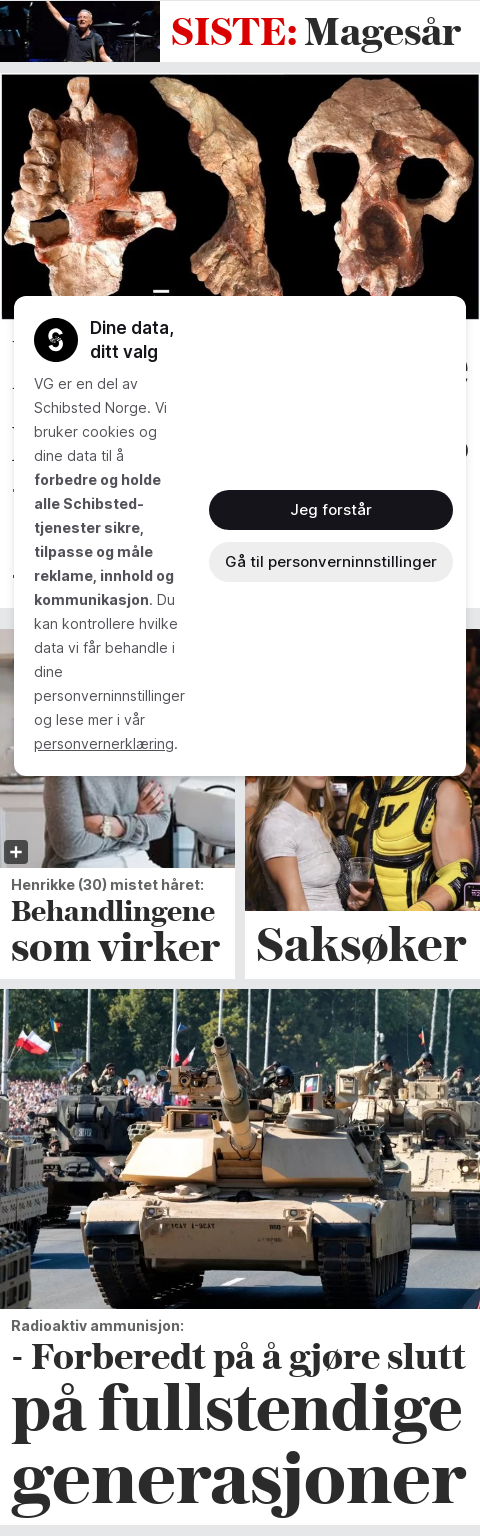 SISTE: Magesår
Dine data,
ditt valg
VG er en del av
Schibsted Norge. Vi
bruker cookies og
dine data til å
forbedre og holde
alle Schibsted-
tjenester sikre,
tilpasse og måle
reklame, innhold og
kommunikasjon. Du
kan kontrollere hvilke
data vi får behandle i
dine
personverninnstillinger
og lese mer i vår
personvernerklæring.
Jeg forstår
Gå til personverninnstillinger
Henrikke (30) mistet håret:
Behandlingene
som virker
Saksøker
Radioaktiv ammunisjon:
- Forberedt på å gjøre slutt
på fullstendige
generasjoner